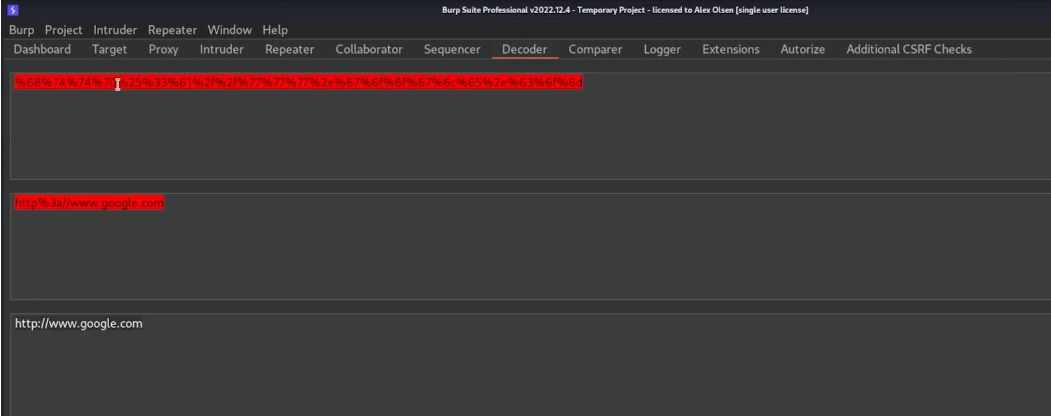 Burp Suite Professional v2022.12.4 - Temporary Project - licensed to Alex Olsen [single user license]
Burp Project Intruder Repeater Window Help
Dashboard Target Proxy Intruder Repeater Collaborator Sequencer Decoder Comparer Logger Extensions Autorize Additional CSRF Checks
%68%74%74%70%25%33%61%2f%2f%77%77%77%2e%67%6f%6f%67%6c%65%2e%63%6f%6d
http%3a//www.google.com
http://www.google.com